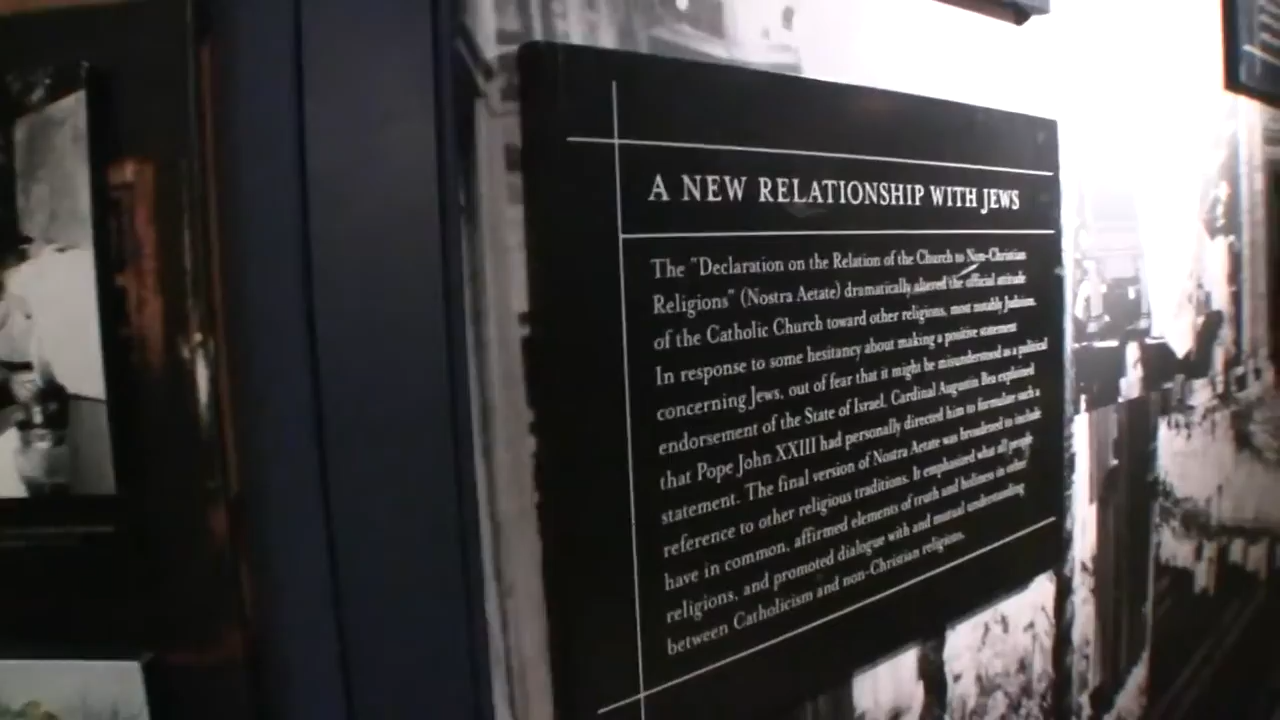 A NEW RELATIONSHIP WITH JEWS
The "Declaration on the Relation of the Church to Non-Christian
Religions" (Nostra Aetate) dramatically altered the official attitude
of the Catholic Church toward other religions, most notably Judaism.
In response to some hesitancy about making a positive statement
concerning Jews, out of fear that it might be misunderstood as a political
endorsement of the State of Israel, Cardinal Augustin Bea explained
that Pope John XXIII had personally directed him to formulate such a
statement. The final version of Nostra Aetate was broadened to include
reference to other religious traditions. It emphasized what all people
have in common, affirmed elements of truth and holiness in other
religions, and promoted dialogue with and mutual understanding
between Catholicism and non-Christian religions.